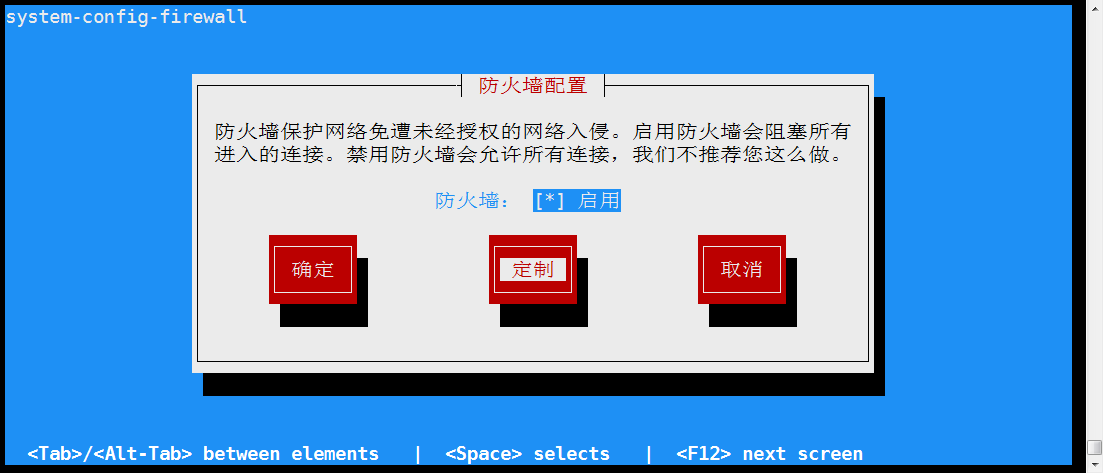 system-config-firewall
防火墙配置
防火墙保护网络免遭未经授权的网络入侵。启用防火墙会阻塞所有
进入的连接。禁用防火墙会允许所有连接，我们不推荐您这么做。
防火墙： [*] 启用
确定 定制 取消
<Tab>/<Alt-Tab> between elements | <Space> selects | <F12> next screen